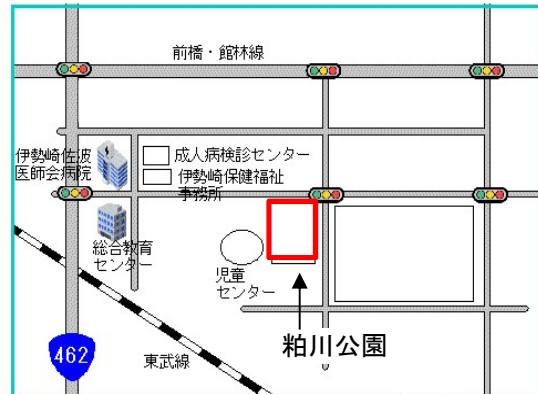 前橋・館林線
伊勢崎佐波
医師会病院
成人病検診センター
伊勢崎保健福祉
事務所
総合教育
センター
児童
センター
粕川公園
462
東武線